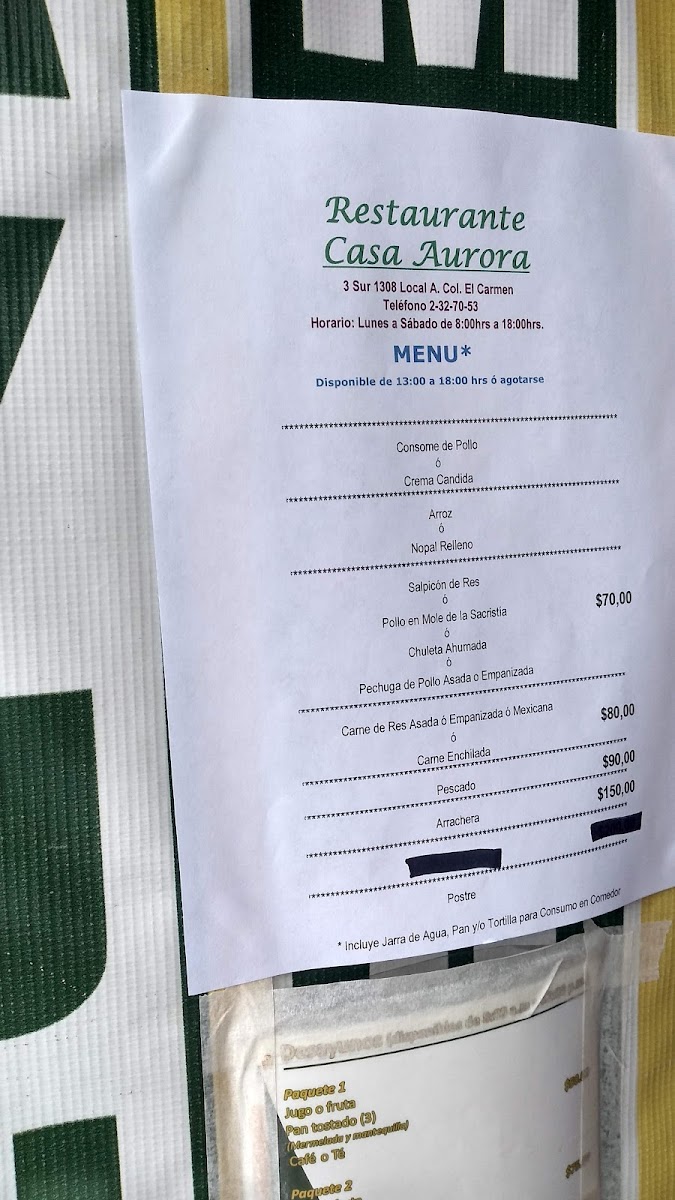 Restaurante
Casa Aurora
3 Sur 1308 Local A. Col. El Carmen
Teléfono 2-32-70-53
Horario: Lunes a Sábado de 8:00hrs a 18:00hrs.
MENU*
Disponible de 13:00 a 18:00 hrs ó agotarse
Consome de Pollo
ó
Crema Candida
Arroz
ó
Nopal Relleno
Salpicón de Res
ó
$70,00
Pollo en Mole de la Sacristia
ó
Chuleta Ahumada
ó
Pechuga de Pollo Asada o Empanizada
Carne de Res Asada ó Empanizada ó Mexicana $80,00
ó
Carne Enchilada
Pescado $90,00
Arrachera $150,00
Postre
* Incluye Jarra de Agua, Pan y/o Tortilla para Consumo en Comedor
Desayunos (disponibles de
Paquete 1
Jugo o fruta
Pan tostado (3)
(Mermelada y mantequilla)
Café o Té
Paquete 2